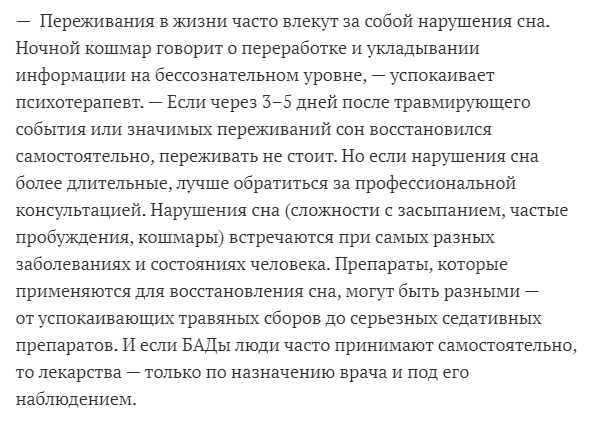 — Переживания в жизни часто влекут за собой нарушения сна.
Ночной кошмар говорит о переработке и укладывании
информации на бессознательном уровне, — успокаивает
психотерапевт. — Если через 3–5 дней после травмирующего
события или значимых переживаний сон восстановился
самостоятельно, переживать не стоит. Но если нарушения сна
более длительные, лучше обратиться за профессиональной
консультацией. Нарушения сна (сложности с засыпанием, частые
пробуждения, кошмары) встречаются при самых разных
заболеваниях и состояниях человека. Препараты, которые
применяются для восстановления сна, могут быть разными —
от успокаивающих травяных сборов до серьезных седативных
препаратов. И если БАДы люди часто принимают самостоятельно,
то лекарства — только по назначению врача и под его
наблюдением.